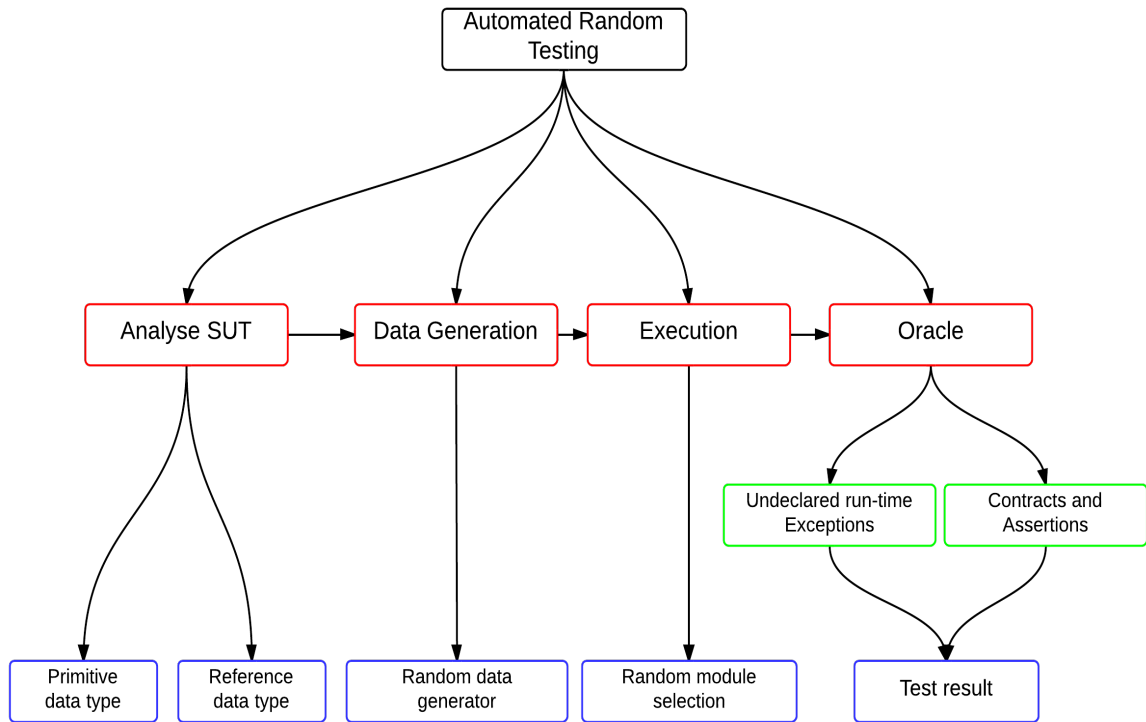 Automated Random
Testing
Analyse SUT
Data Generation
Execution
Oracle
Undeclared run-time
Exceptions
Contracts and
Assertions
Primitive
data type
Reference
data type
Random data
generator
Random module
selection
Test result